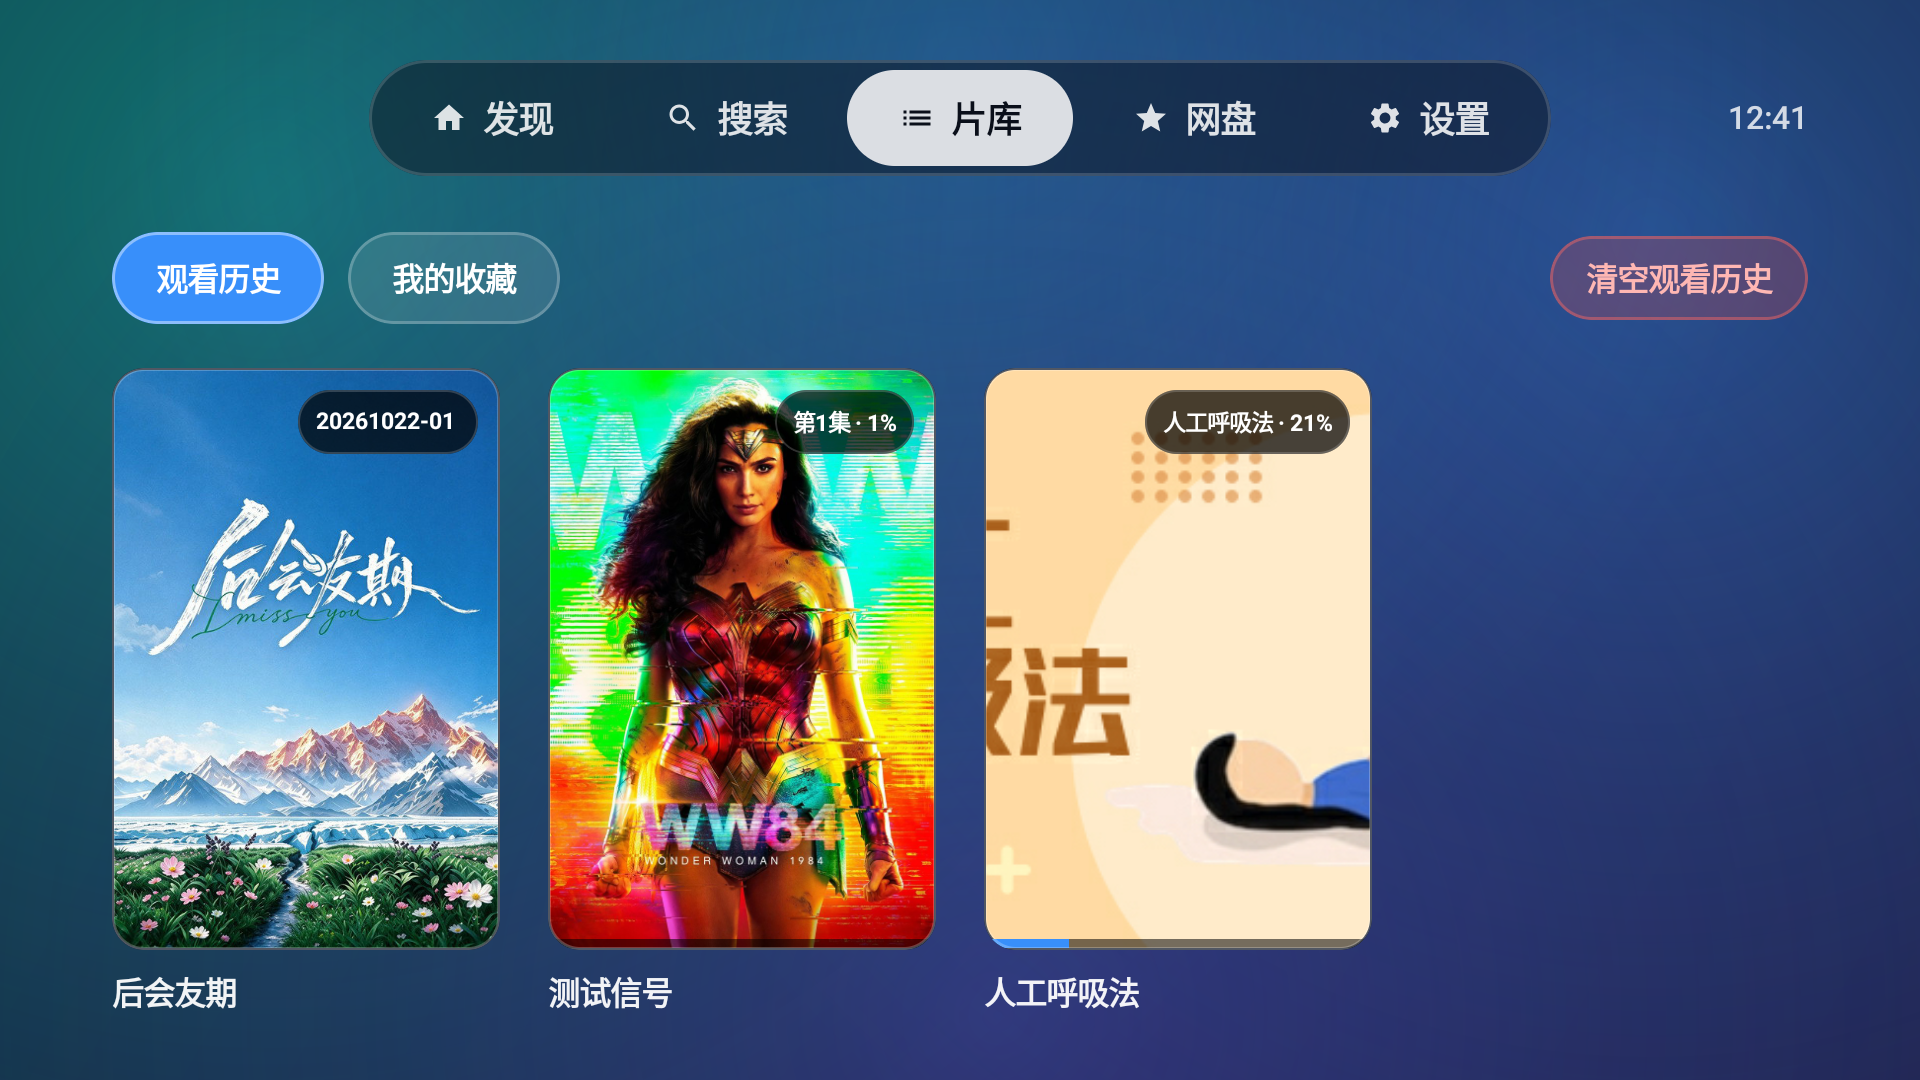 发现
搜索
片库
网盘
设置
12:41
观看历史
我的收藏
清空观看历史
20261022-01
后会友期
I miss you
第1集 · 1%
WW84
WONDER WOMAN 1984
人工呼吸法 · 21%
吸法
后会友期
测试信号
人工呼吸法